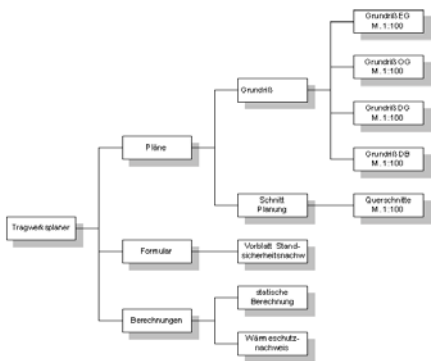 Grundriß EG
M. 1:100
Grundriß OG
M. 1:100
Grundriß
Grundriß DG
M. 1:100
Pläne
Grundriß DB
M. 1:100
Schnitt
Planung
Querschnitte
M. 1:100
Tragwerksplaner
Formular
Vorblatt Stand-
sicherheitsnachw
statische
Berechnung
Berechnungen
Wärmeschutz-
nachweis